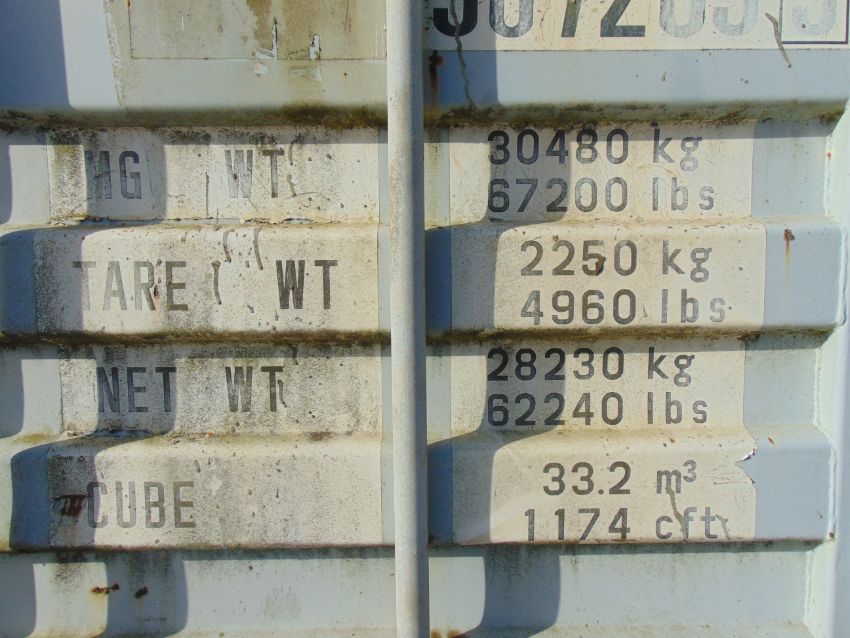 MG WT 30480 kg
67200 lbs
TARE WT 2250 kg
4960 lbs
NET WT 28230 kg
62240 lbs
CUBE 33.2 m³
1174 cft